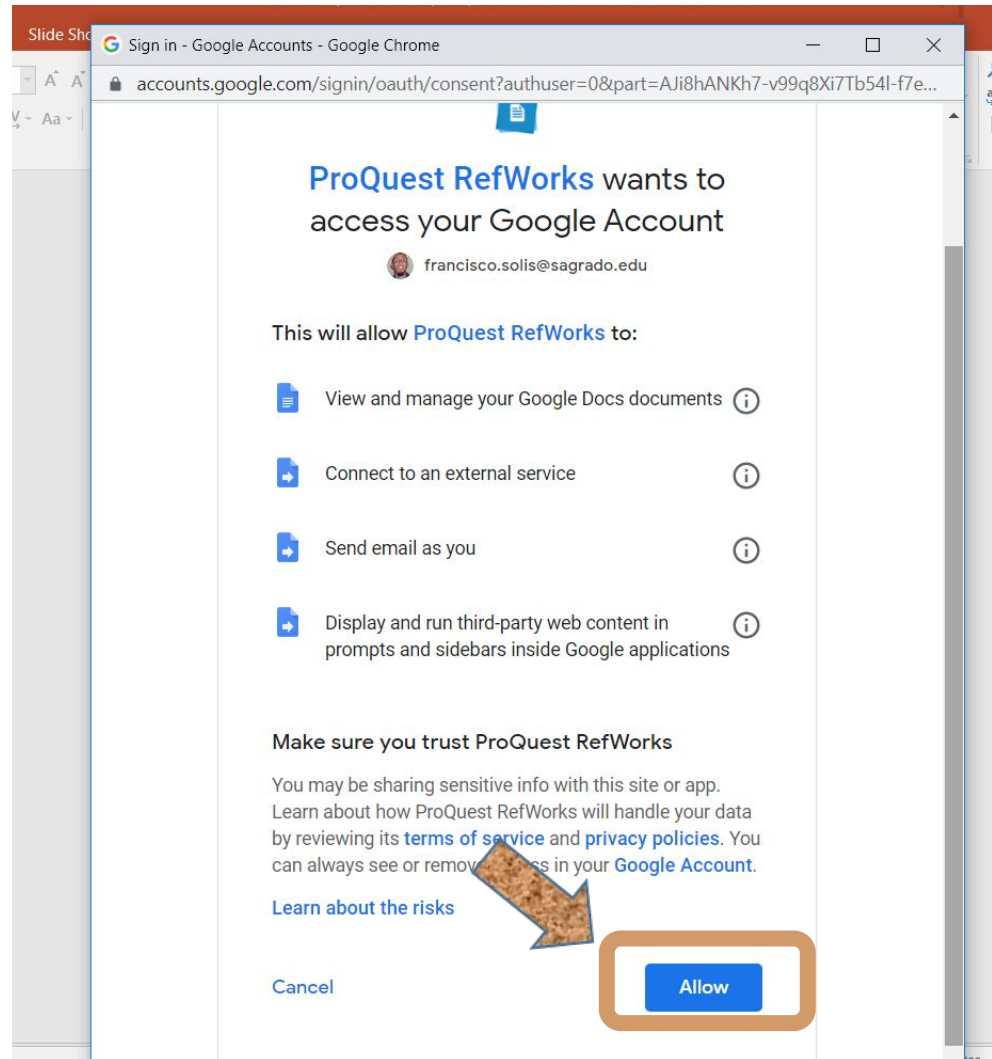 Slide Sho
Sign in - Google Accounts - Google Chrome
A A
accounts.google.com/signin/oauth/consent?authuser=0&part=AJi8hANKh7-v99q8Xi7Tb54l-f7e...
Aa
ProQuest RefWorks wants to
access your Google Account
francisco.solis@sagrado.edu
This will allow ProQuest RefWorks to:
View and manage your Google Docs documents
Connect to an external service
Send email as you
Display and run third-party web content in
prompts and sidebars inside Google applications
Make sure you trust ProQuest RefWorks
You may be sharing sensitive info with this site or app.
Learn about how ProQuest RefWorks will handle your data
by reviewing its terms of service and privacy policies. You
can always see or remove in your Google Account.
Learn about the risks
Cancel
Allow